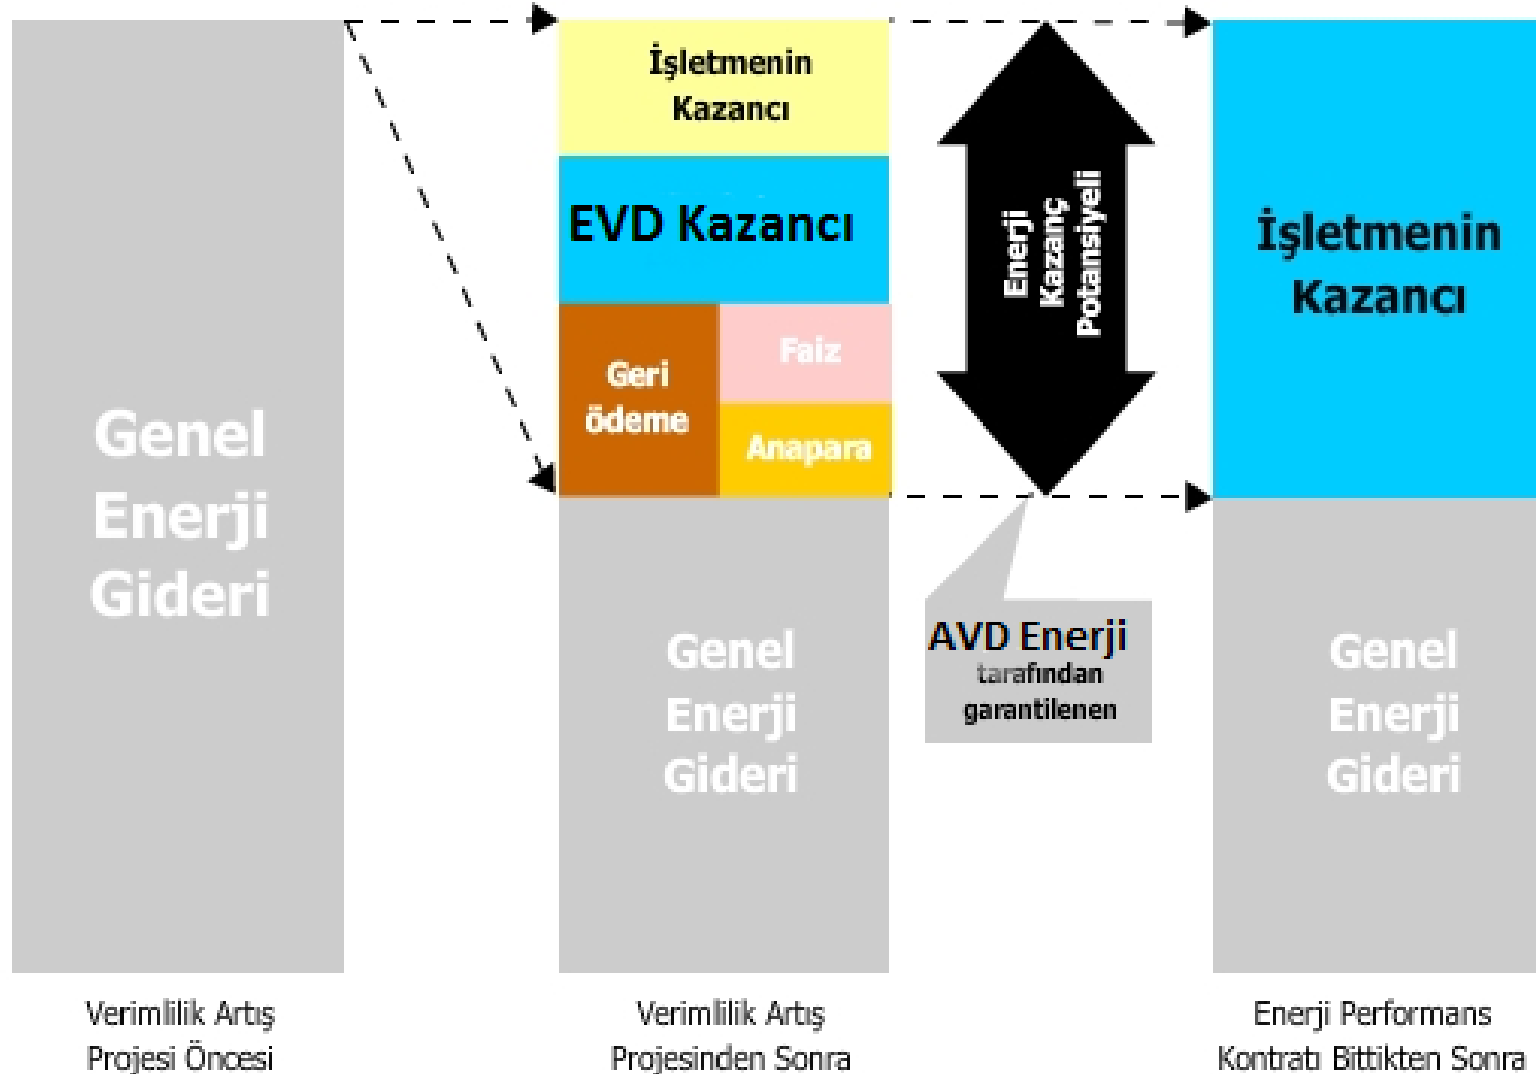 Genel
Enerji
Gideri
Verimlilik Artış
Projesi Öncesi
İşletmenin
Kazancı
EVD Kazancı
Geri
ödeme
Faiz
Anapara
Genel
Enerji
Gideri
Verimlilik Artış
Projesinden Sonra
Enerji
Kazanç
Potansiyeli
AVD Enerji
tarafından
garantilenen
İşletmenin
Kazancı
Genel
Enerji
Gideri
Enerji Performans
Kontratı Bittikten Sonra